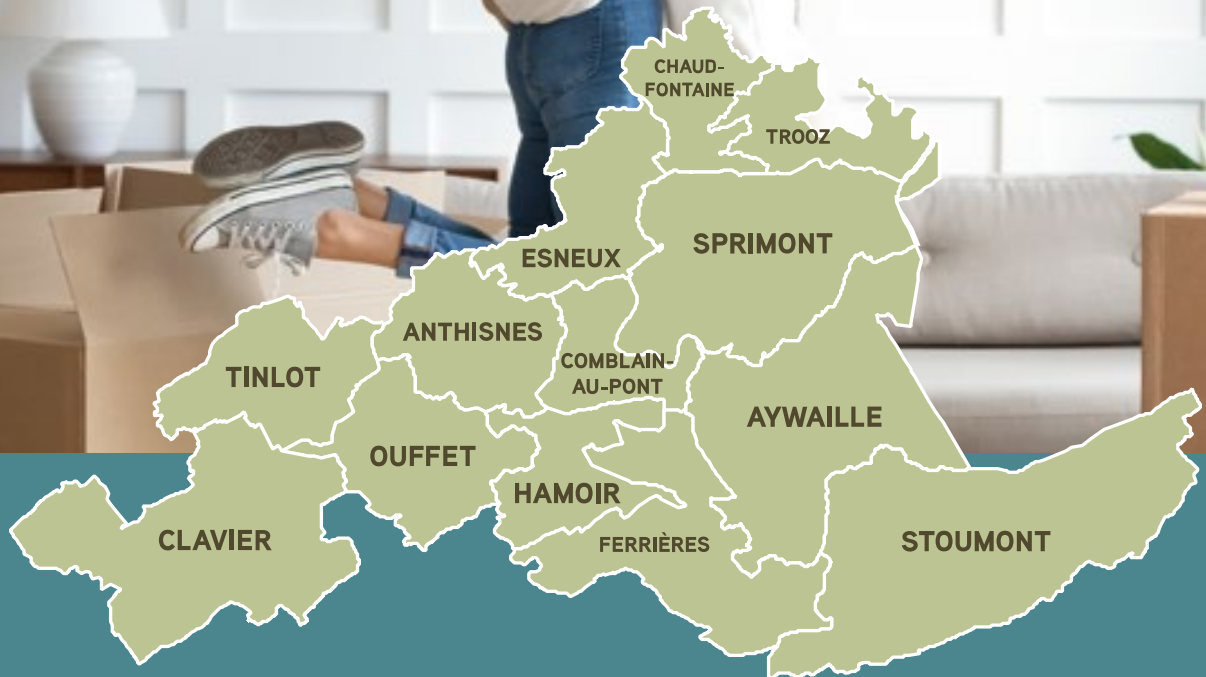 CHAUD-
FONTAINE
TROOZ
SPRIMONT
ESNEUX
ANTHISNES
COMBLAIN-
AU-PONT
TINLOT
AYWAILLE
OUFFET
HAMOIR
CLAVIER
FERRIÈRES
STOUMONT